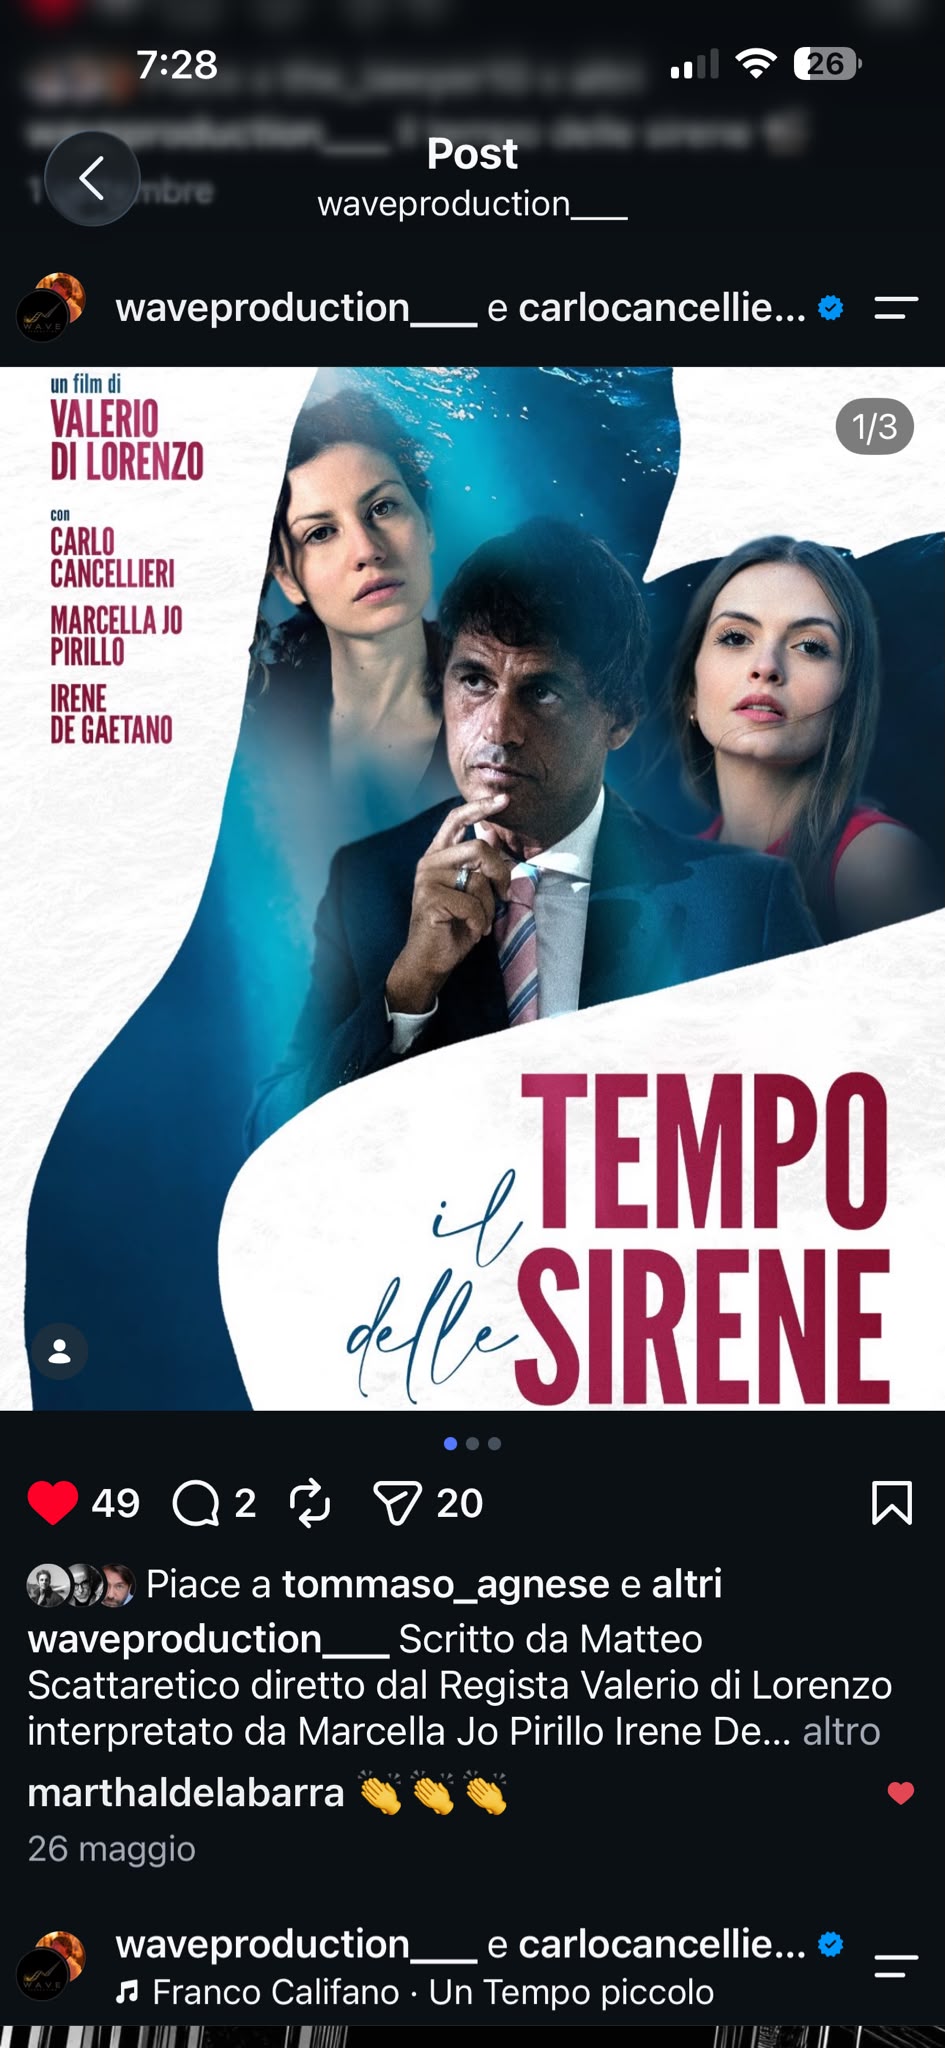 7:28
26
Post
waveproduction___
waveproduction___ e carlocancellie...
1/3
un film di
VALERIO
DI LORENZO
con
CARLO
CANCELLIERI
MARCELLA JO
PIRILLO
IRENE
DE GAETANO
il TEMPO
delle SIRENE
49 2 20
Piace a tommaso_agnese e altri
waveproduction___ Scritto da Matteo
Scattaretico diretto dal Regista Valerio di Lorenzo
interpretato da Marcella Jo Pirillo Irene De... altro
marthaldelabarra 👏👏👏
26 maggio
waveproduction___ e carlocancellie...
Franco Califano · Un Tempo piccolo